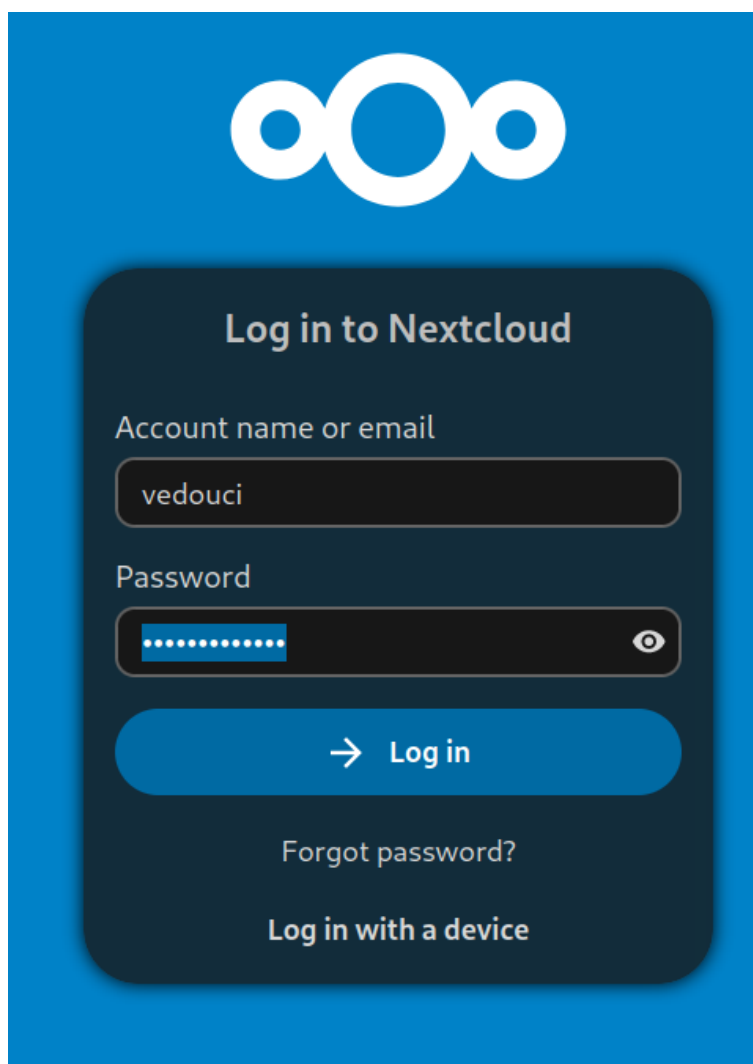 Log in to Nextcloud
Account name or email
vedouci
Password
•••••••••••••
Log in
Forgot password?
Log in with a device